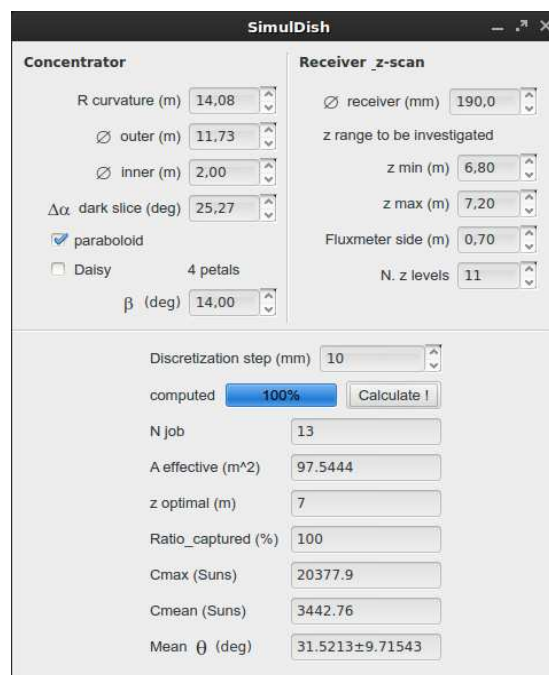 SimulDish
Concentrator
R curvature (m) 14,08
∅ outer (m) 11,73
∅ inner (m) 2,00
Δα dark slice (deg) 25,27
paraboloid
Daisy 4 petals
β (deg) 14,00
Receiver_z-scan
∅ receiver (mm) 190,0
z range to be investigated
z min (m) 6,80
z max (m) 7,20
Fluxmeter side (m) 0,70
N. z levels 11
Discretization step (mm) 10
computed 100% Calculate !
N job 13
A effective (m^2) 97.5444
z optimal (m) 7
Ratio_captured (%) 100
Cmax (Suns) 20377.9
Cmean (Suns) 3442.76
Mean θ (deg) 31.5213±9.71543